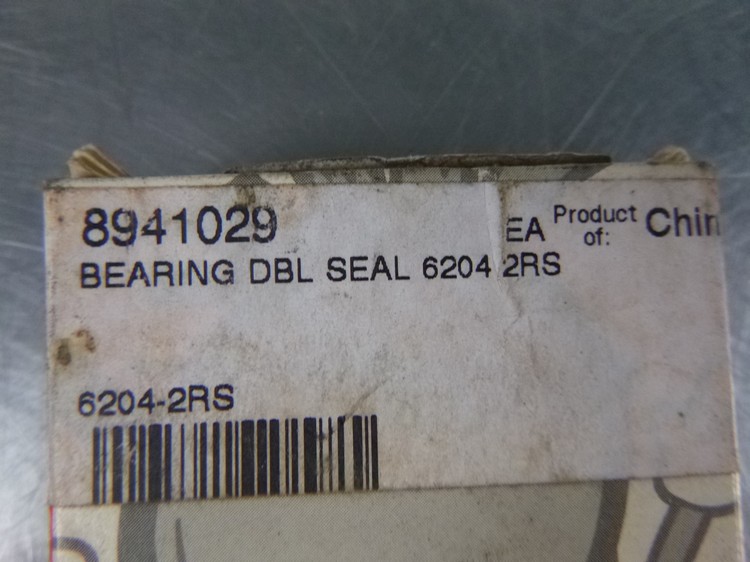 8941029 EA Product of: Chin
BEARING DBL SEAL 6204 2RS
6204-2RS